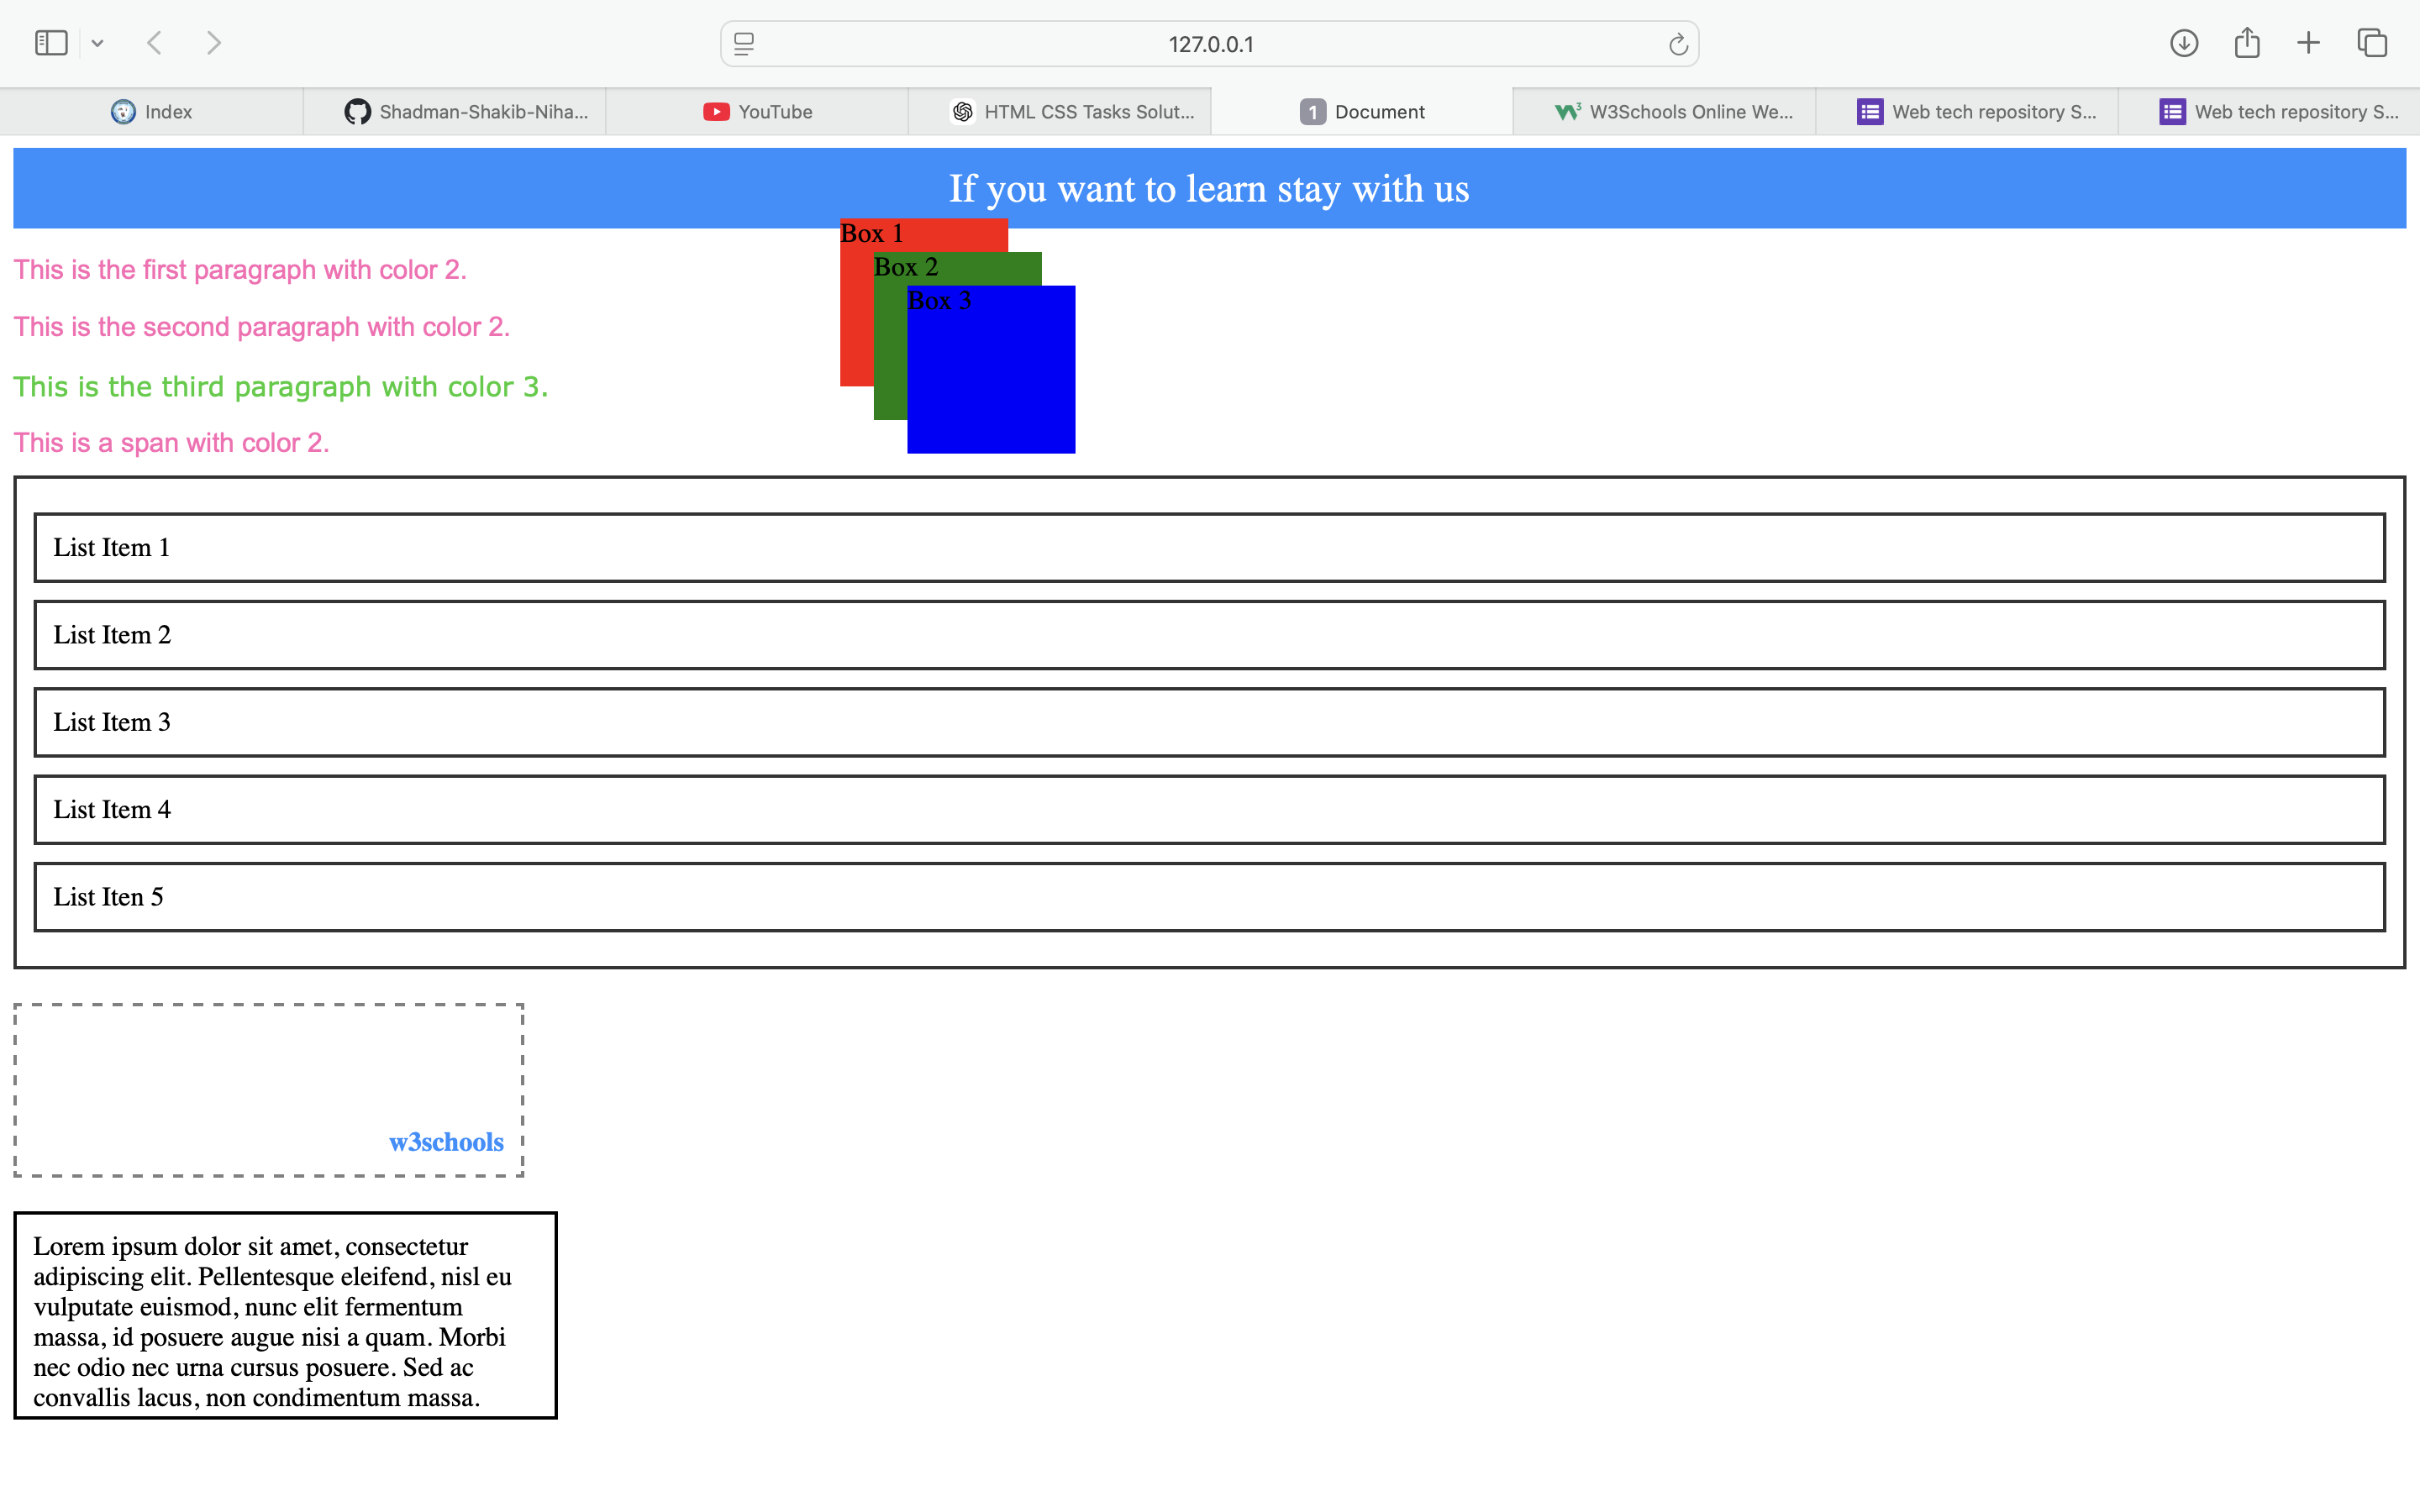 127.0.0.1
Index
Shadman-Shakib-Niha...
YouTube
HTML CSS Tasks Solut...
1 Document
W3Schools Online We...
Web tech repository S...
Web tech repository S...
If you want to learn stay with us
Box 1
Box 2
Box 3
This is the first paragraph with color 2.
This is the second paragraph with color 2.
This is the third paragraph with color 3.
This is a span with color 2.
List Item 1
List Item 2
List Item 3
List Item 4
List Iten 5
w3schools
Lorem ipsum dolor sit amet, consectetur
adipiscing elit. Pellentesque eleifend, nisl eu
vulputate euismod, nunc elit fermentum
massa, id posuere augue nisi a quam. Morbi
nec odio nec urna cursus posuere. Sed ac
convallis lacus, non condimentum massa.